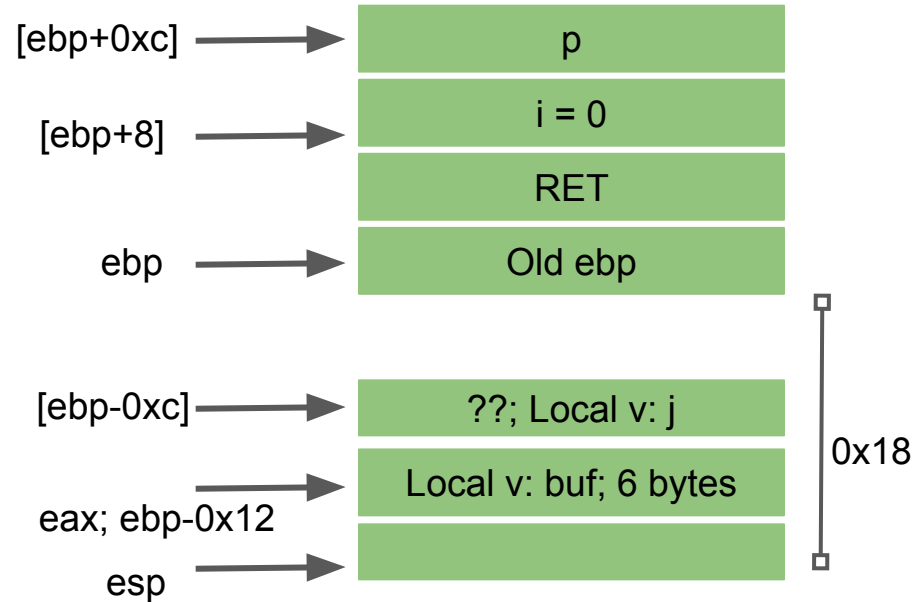 [ebp+0xc]
p
[ebp+8]
i = 0
RET
ebp
Old ebp
[ebp-0xc]
??; Local v: j
0x18
Local v: buf; 6 bytes
eax; ebp-0x12
esp